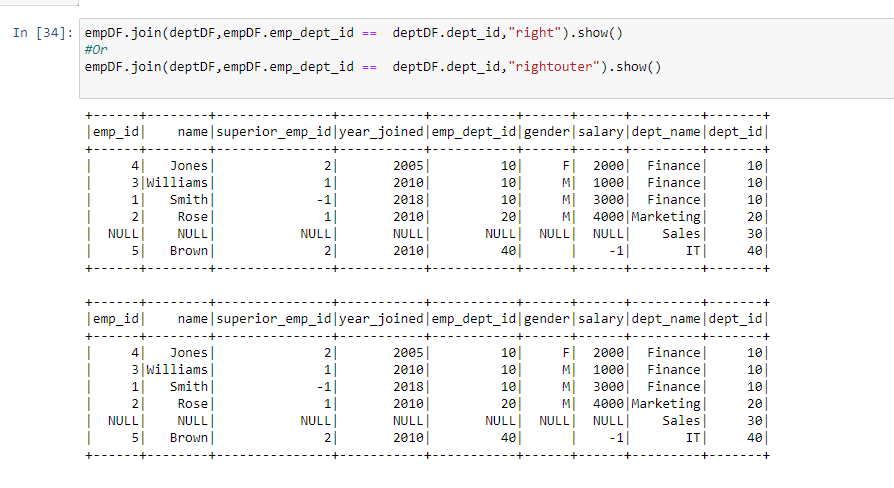 In [34]: empDF.join(deptDF,empDF.emp_dept_id ==  deptDF.dept_id,"right").show()
#Or
empDF.join(deptDF,empDF.emp_dept_id ==  deptDF.dept_id,"rightouter").show()
+------+--------+---------------+-----------+-----------+------+------+---------+-------+
|emp_id|    name|superior_emp_id|year_joined|emp_dept_id|gender|salary|dept_name|dept_id|
+------+--------+---------------+-----------+-----------+------+------+---------+-------+
|     4|   Jones|              2|       2005|         10|     F|  2000|  Finance|     10|
|     3|Williams|              1|       2010|         10|     M|  1000|  Finance|     10|
|     1|   Smith|             -1|       2018|         10|     M|  3000|  Finance|     10|
|     2|    Rose|              1|       2010|         20|     M|  4000|Marketing|     20|
|  NULL|    NULL|           NULL|       NULL|       NULL|  NULL|  NULL|    Sales|     30|
|     5|   Brown|              2|       2010|         40|      |    -1|       IT|     40|
+------+--------+---------------+-----------+-----------+------+------+---------+-------+
+------+--------+---------------+-----------+-----------+------+------+---------+-------+
|emp_id|    name|superior_emp_id|year_joined|emp_dept_id|gender|salary|dept_name|dept_id|
+------+--------+---------------+-----------+-----------+------+------+---------+-------+
|     4|   Jones|              2|       2005|         10|     F|  2000|  Finance|     10|
|     3|Williams|              1|       2010|         10|     M|  1000|  Finance|     10|
|     1|   Smith|             -1|       2018|         10|     M|  3000|  Finance|     10|
|     2|    Rose|              1|       2010|         20|     M|  4000|Marketing|     20|
|  NULL|    NULL|           NULL|       NULL|       NULL|  NULL|  NULL|    Sales|     30|
|     5|   Brown|              2|       2010|         40|      |    -1|       IT|     40|
+------+--------+---------------+-----------+-----------+------+------+---------+-------+